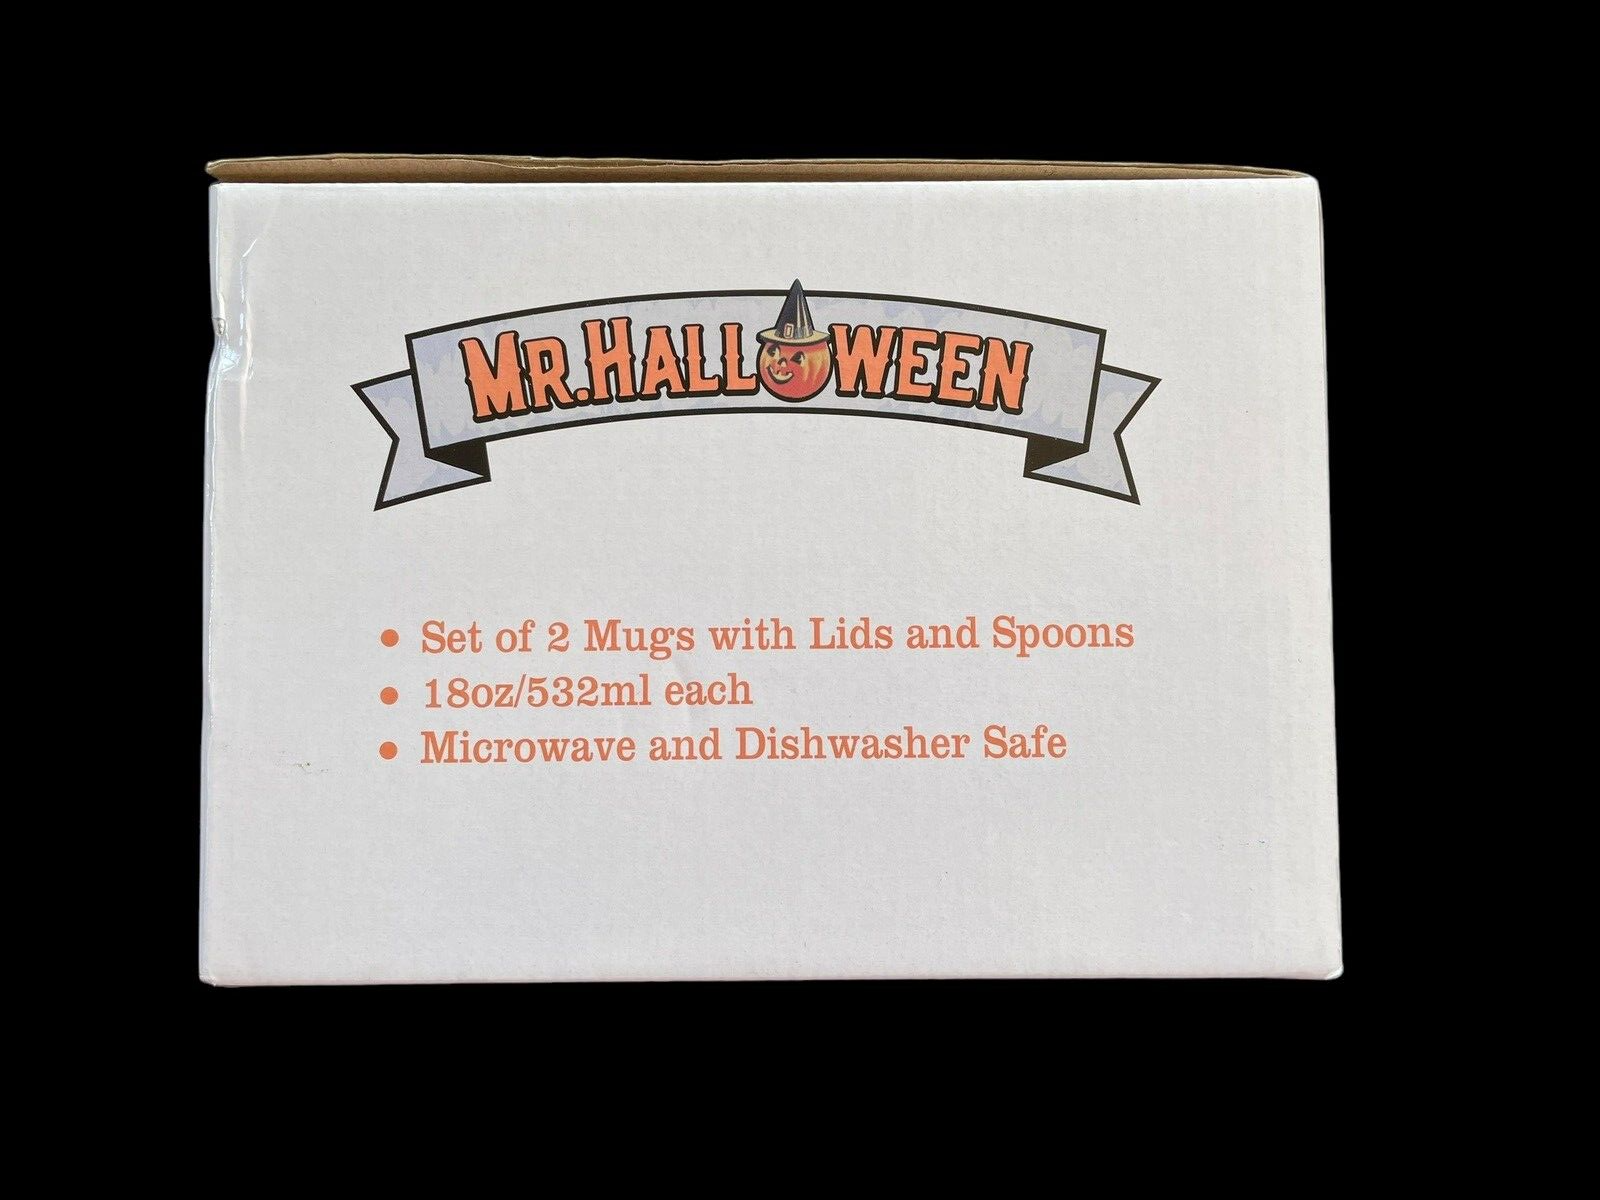 MR.HALLOWEEN
• Set of 2 Mugs with Lids and Spoons
• 18oz/532ml each
• Microwave and Dishwasher Safe